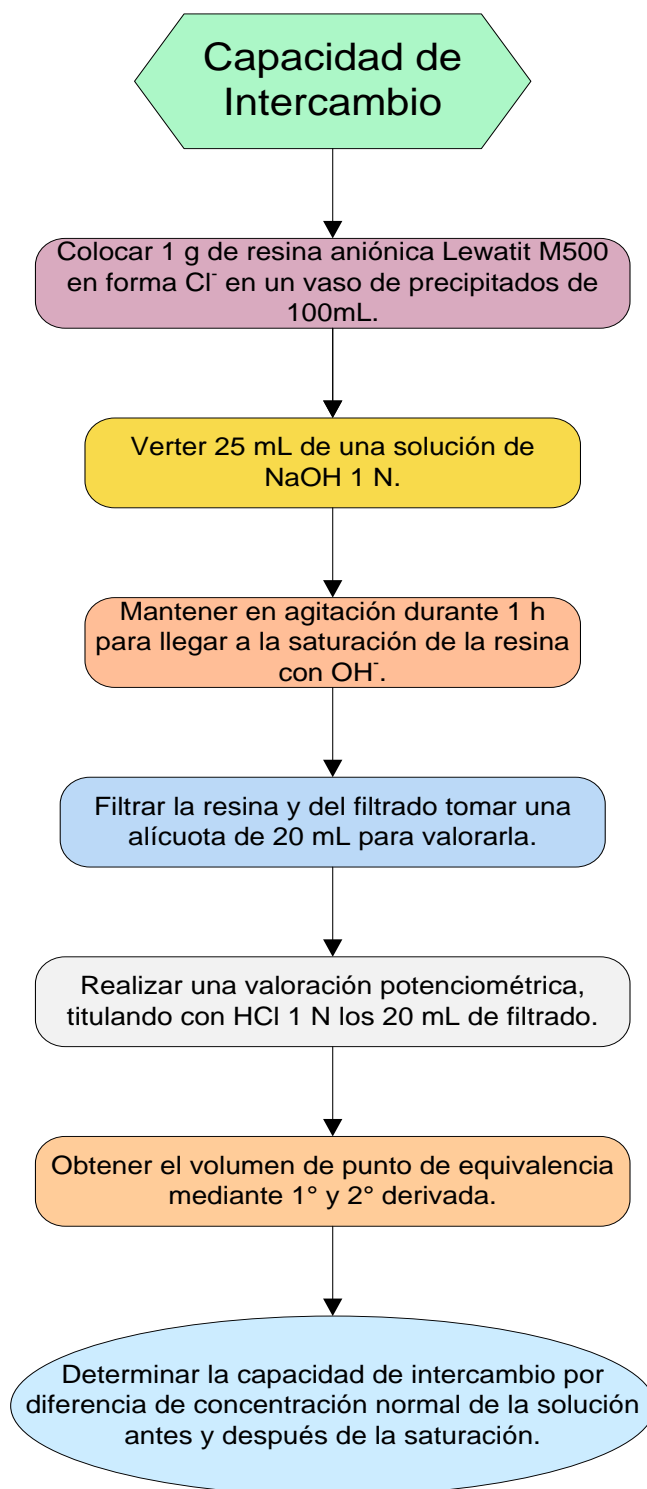 Capacidad de
Intercambio
Colocar 1 g de resina aniónica Lewatit M500
en forma Cl⁻ en un vaso de precipitados de
100mL.
Verter 25 mL de una solución de
NaOH 1 N.
Mantener en agitación durante 1 h
para llegar a la saturación de la resina
con OH⁻.
Filtrar la resina y del filtrado tomar una
alícuota de 20 mL para valorarla.
Realizar una valoración potenciométrica,
titulando con HCl 1 N los 20 mL de filtrado.
Obtener el volumen de punto de equivalencia
mediante 1° y 2° derivada.
Determinar la capacidad de intercambio por
diferencia de concentración normal de la solución
antes y después de la saturación.